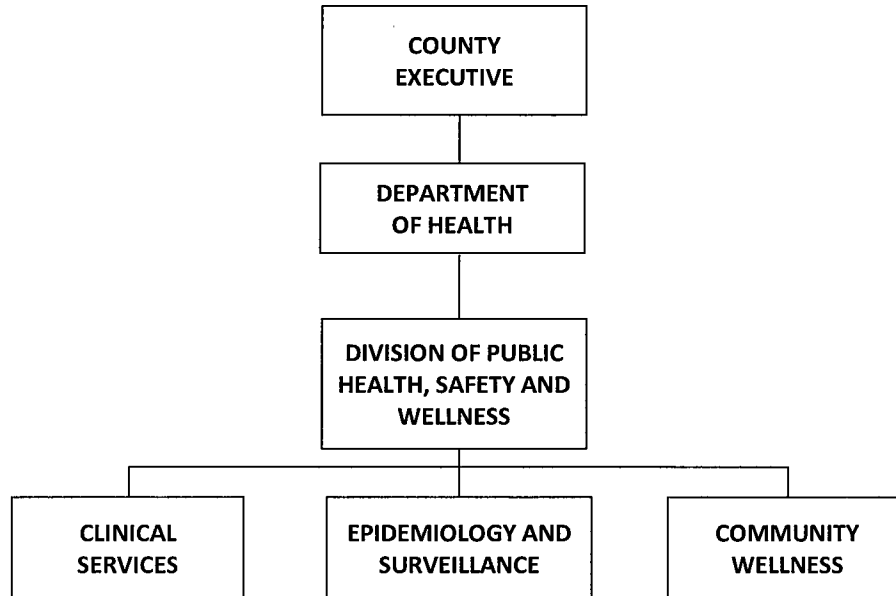 COUNTY
EXECUTIVE
DEPARTMENT
OF HEALTH
DIVISION OF PUBLIC
HEALTH, SAFETY AND
WELLNESS
CLINICAL
SERVICES
EPIDEMIOLOGY AND
SURVEILLANCE
COMMUNITY
WELLNESS